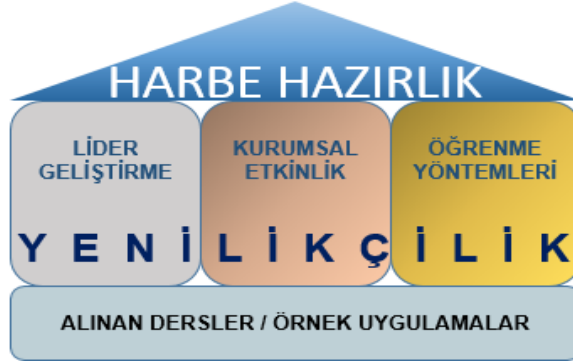 HARBE HAZIRLIK
LİDER
GELİŞTİRME
KURUMSAL
ETKİNLİK
ÖĞRENME
YÖNTEMLERİ
Y E N İ L İ K Ç İ L İ K
ALINAN DERSLER / ÖRNEK UYGULAMALAR